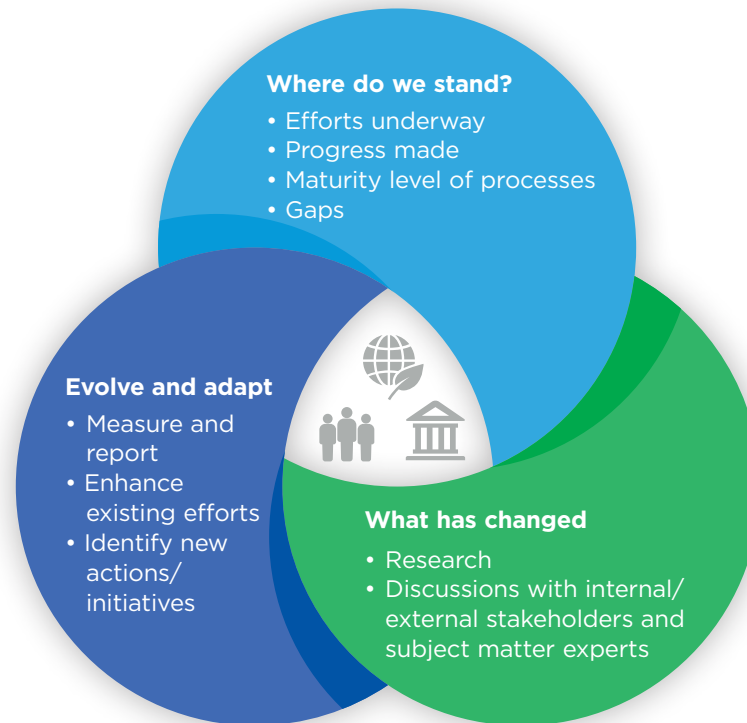 Where do we stand?
• Efforts underway
• Progress made
• Maturity level of processes
• Gaps
Evolve and adapt
• Measure and
report
• Enhance
existing efforts
• Identify new
actions/
initiatives
What has changed
• Research
• Discussions with internal/
external stakeholders and
subject matter experts